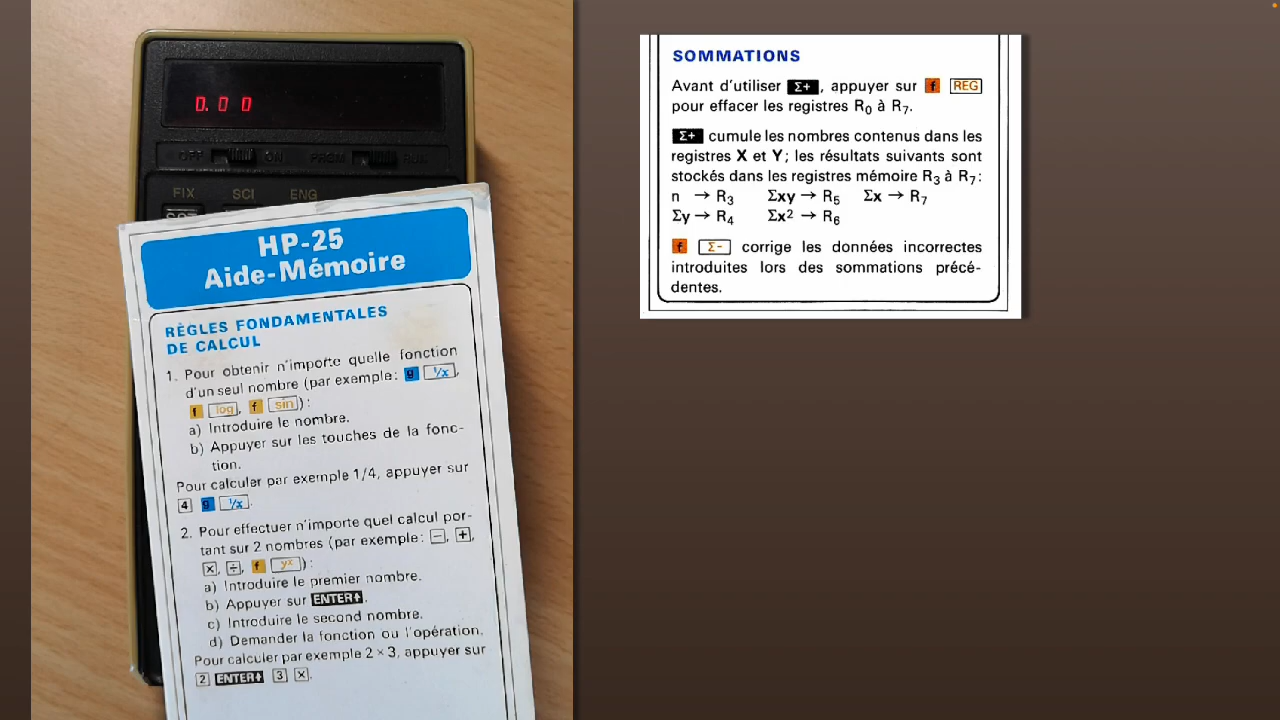 0.00
OFF ON PRGM RUN
FIX SCI ENG
HP-25
Aide-Mémoire
RÈGLES FONDAMENTALES
DE CALCUL
1. Pour obtenir n'importe quelle fonction
d'un seul nombre (par exemple: g 1/x,
f log, f sin):
a) Introduire le nombre.
b) Appuyer sur les touches de la fonc-
tion.
Pour calculer par exemple 1/4, appuyer sur
4 g 1/x.
2. Pour effectuer n'importe quel calcul por-
tant sur 2 nombres (par exemple: −, +,
×, ÷, f yˣ):
a) Introduire le premier nombre.
b) Appuyer sur ENTER↑.
c) Introduire le second nombre.
d) Demander la fonction ou l'opération.
Pour calculer par exemple 2 × 3, appuyer sur
2 ENTER↑ 3 ×.
SOMMATIONS
Avant d'utiliser Σ+, appuyer sur f REG
pour effacer les registres R₀ à R₇.
Σ+ cumule les nombres contenus dans les
registres X et Y; les résultats suivants sont
stockés dans les registres mémoire R₃ à R₇:
n → R₃ Σxy → R₅ Σx → R₇
Σy → R₄ Σx² → R₆
f Σ- corrige les données incorrectes
introduites lors des sommations précé-
dentes.